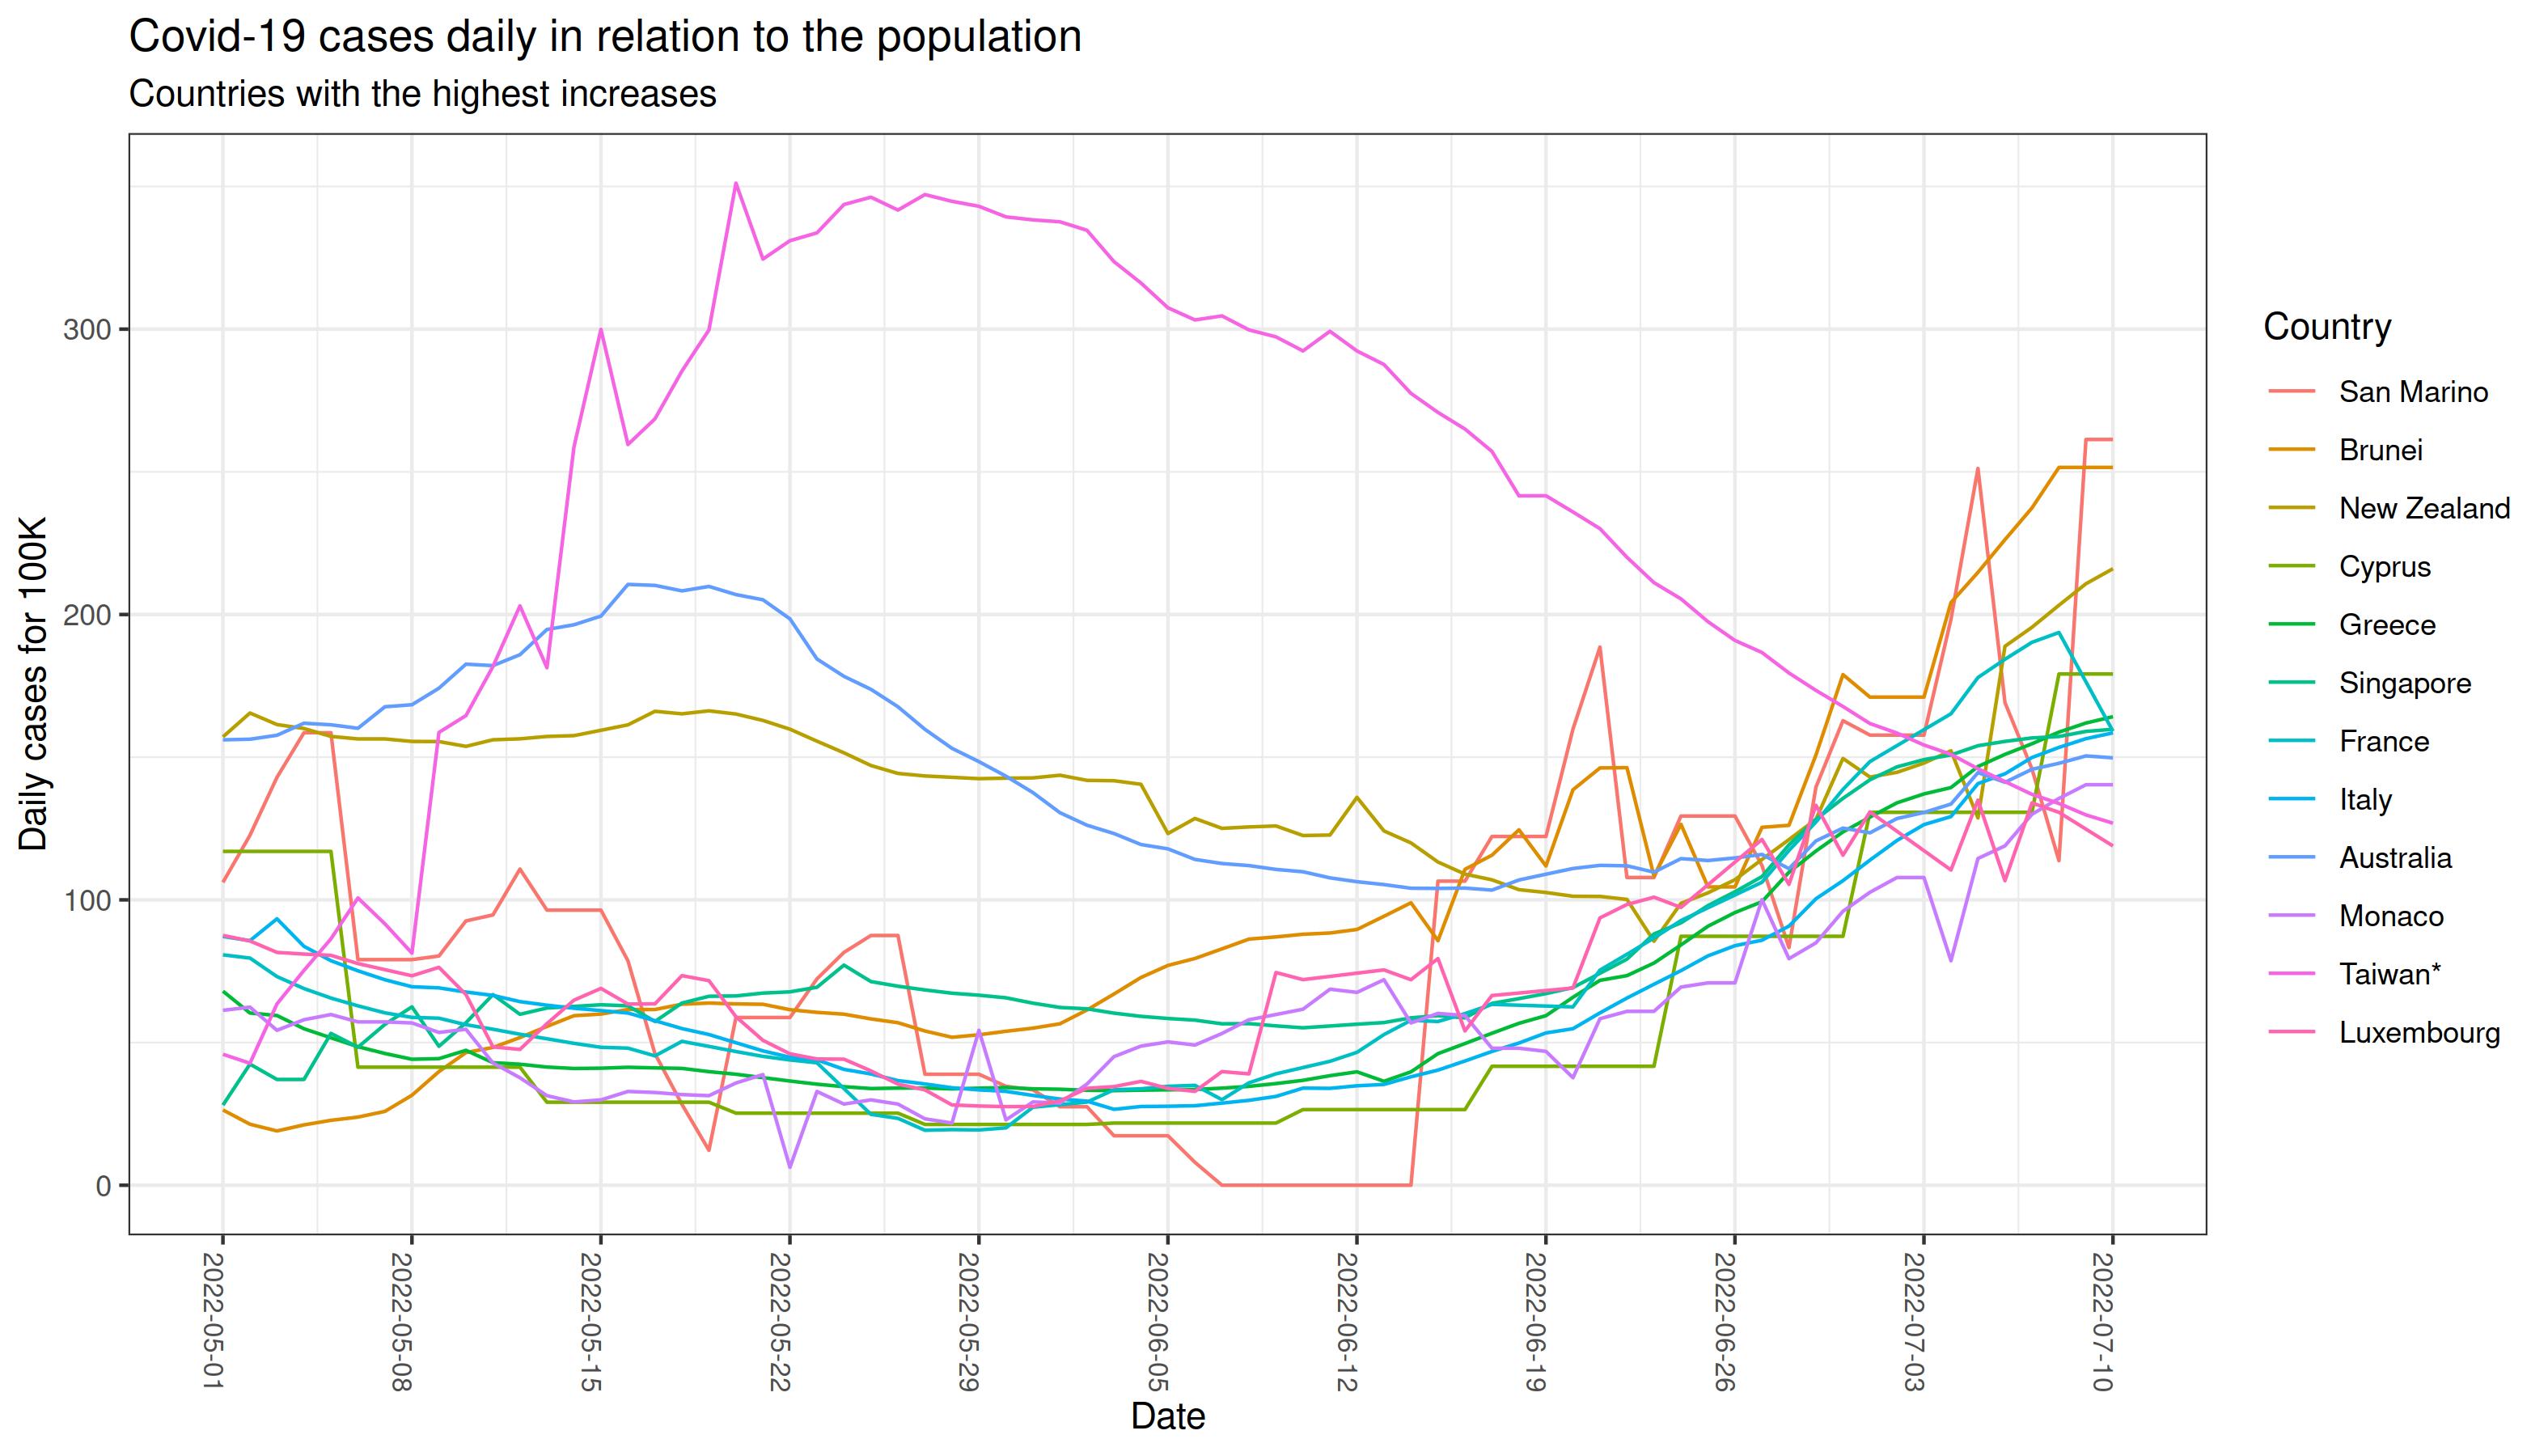 Covid-19 cases daily in relation to the population
Countries with the highest increases
Daily cases for 100K
300
200
100
0
2022-05-01
2022-05-08
2022-05-15
2022-05-22
2022-05-29
2022-06-05
2022-06-12
2022-06-19
2022-06-26
2022-07-03
2022-07-10
Date
Country
San Marino
Brunei
New Zealand
Cyprus
Greece
Singapore
France
Italy
Australia
Monaco
Taiwan*
Luxembourg